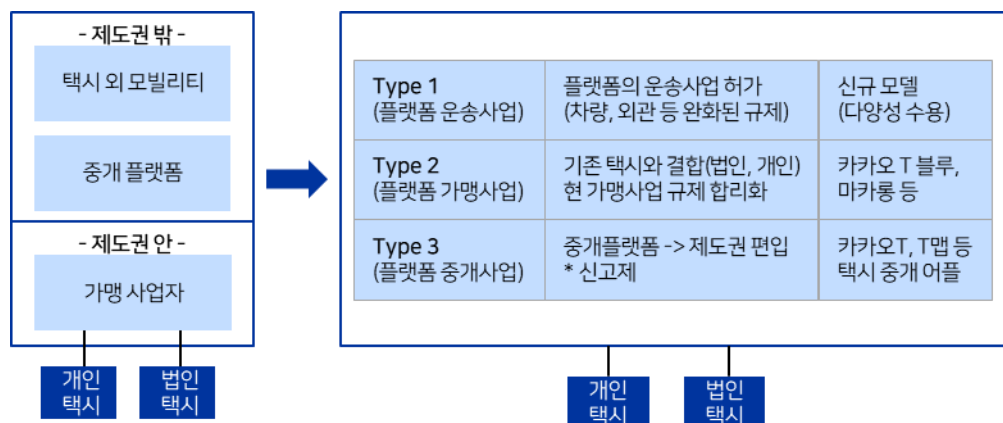 - 제도권 밖 -
택시 외 모빌리티
중개 플랫폼
- 제도권 안 -
가맹 사업자
개인
택시
법인
택시
Type 1
(플랫폼 운송사업)
플랫폼의 운송사업 허가
(차량, 외관 등 완화된 규제)
신규 모델
(다양성 수용)
Type 2
(플랫폼 가맹사업)
기존 택시와 결합(법인, 개인)
현 가맹사업 규제 합리화
카카오 T 블루,
마카롱 등
Type 3
(플랫폼 중개사업)
중개플랫폼 -> 제도권 편입
* 신고제
카카오T, T맵 등
택시 중개 어플
개인
택시
법인
택시